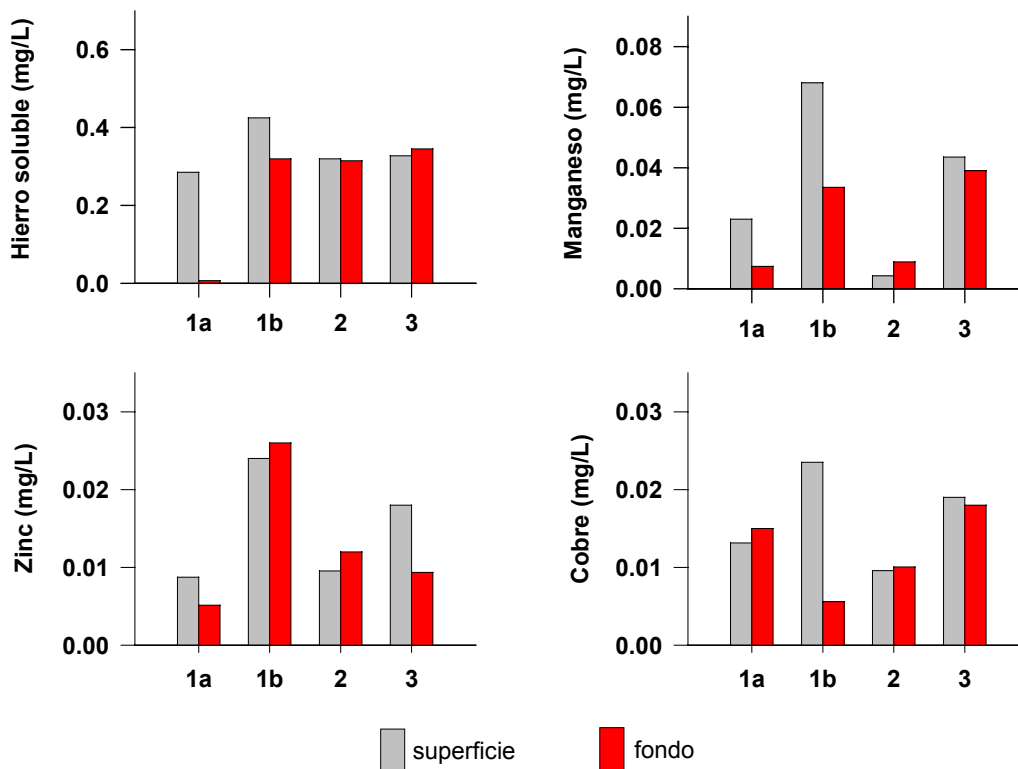 Hierro soluble (mg/L)
0.6
0.4
0.2
0.0
1a 1b 2 3
Manganeso (mg/L)
0.08
0.06
0.04
0.02
0.00
1a 1b 2 3
Zinc (mg/L)
0.03
0.02
0.01
0.00
1a 1b 2 3
Cobre (mg/L)
0.03
0.02
0.01
0.00
1a 1b 2 3
superficie
fondo